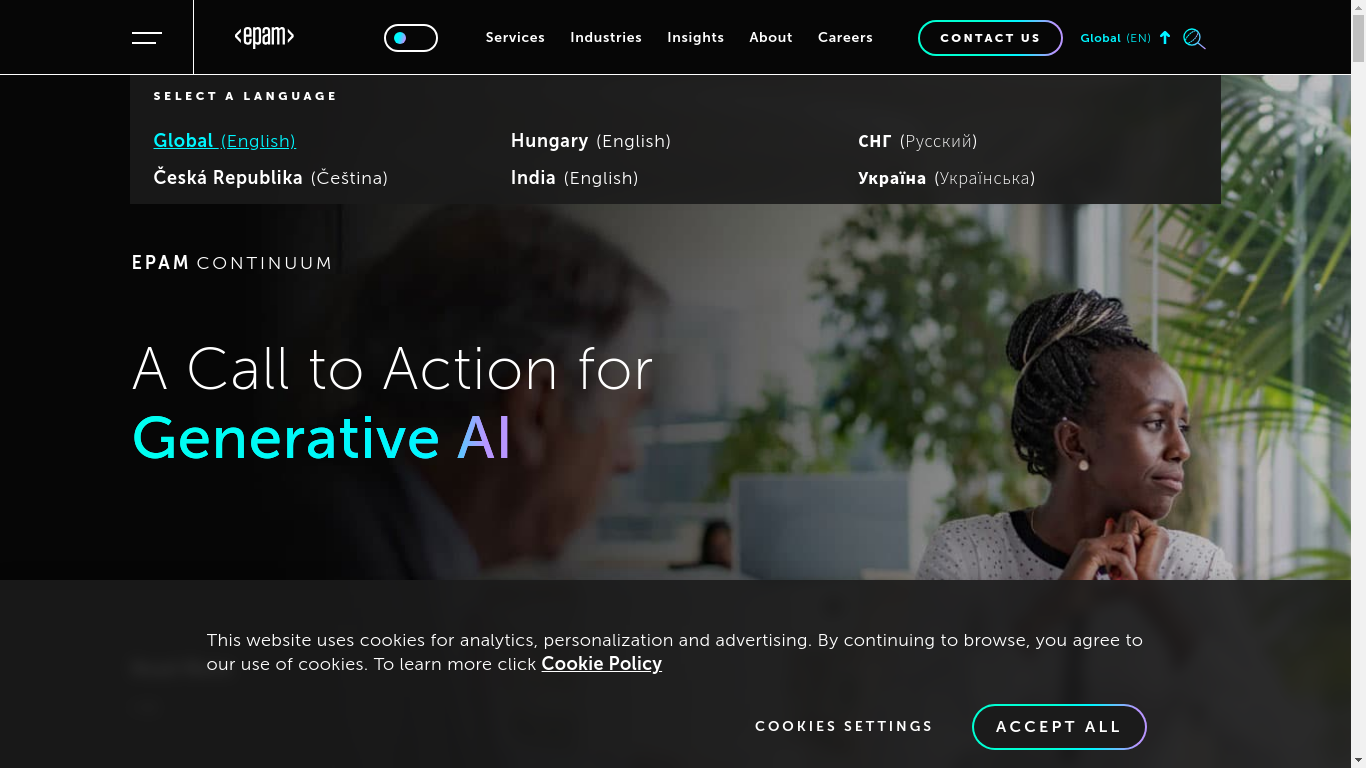 <epam>
Services Industries Insights About Careers CONTACT US Global (EN)
SELECT A LANGUAGE
Global (English) Hungary (English) СНГ (Русский)
Česká Republika (Čeština) India (English) Україна (Українська)
EPAM CONTINUUM
A Call to Action for
Generative AI
This website uses cookies for analytics, personalization and advertising. By continuing to browse, you agree to
our use of cookies. To learn more click Cookie Policy
COOKIES SETTINGS ACCEPT ALL